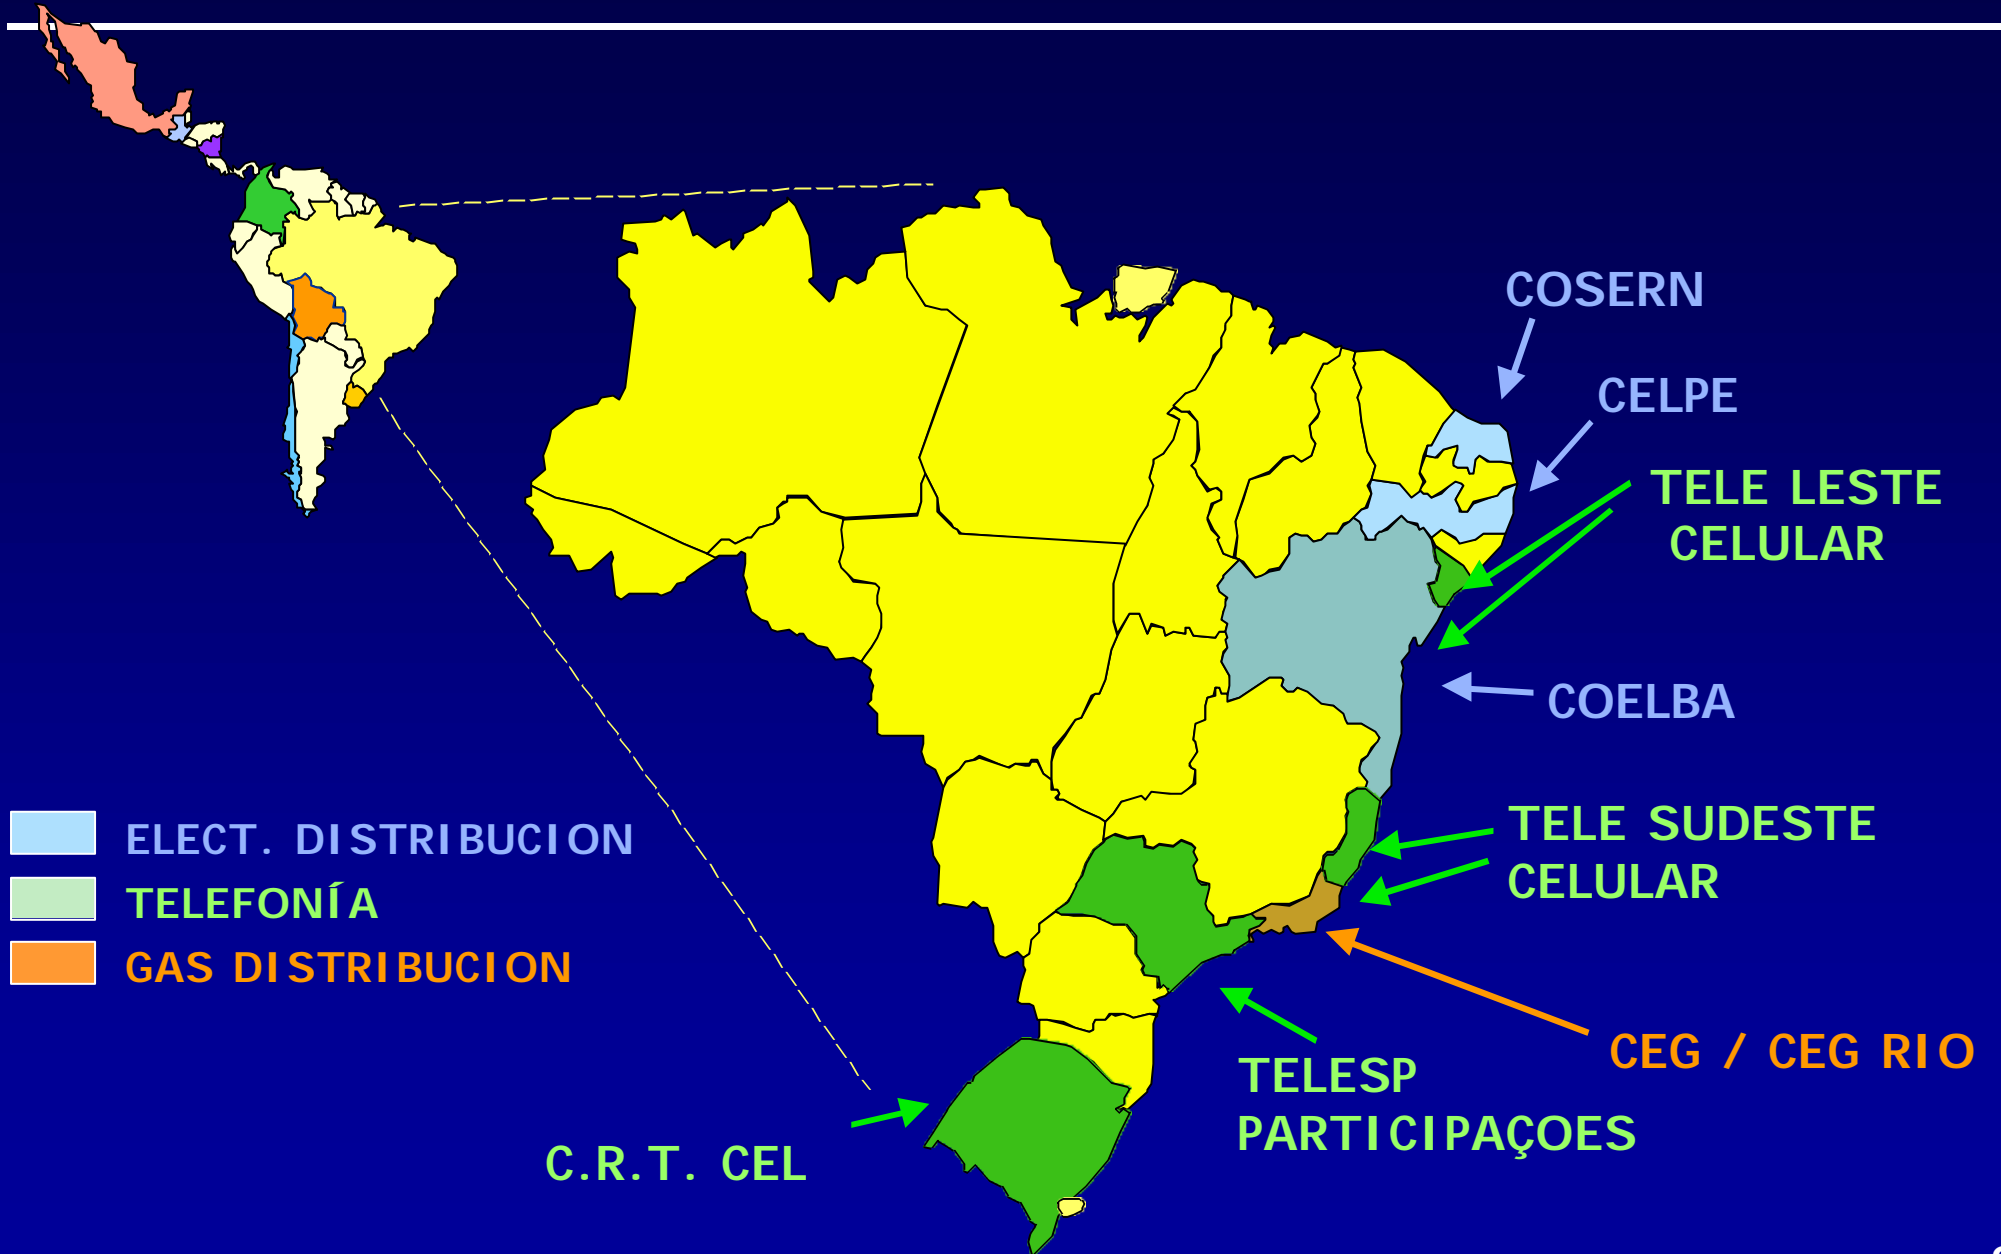 COSERN
CELPE
TELE LESTE
CELULAR
COELBA
TELE SUDESTE
CELULAR
ELECT. DISTRIBUCION
TELEFONÍA
GAS DISTRIBUCION
CEG / CEG RIO
TELESP
PARTICIPAÇOES
C.R.T. CEL